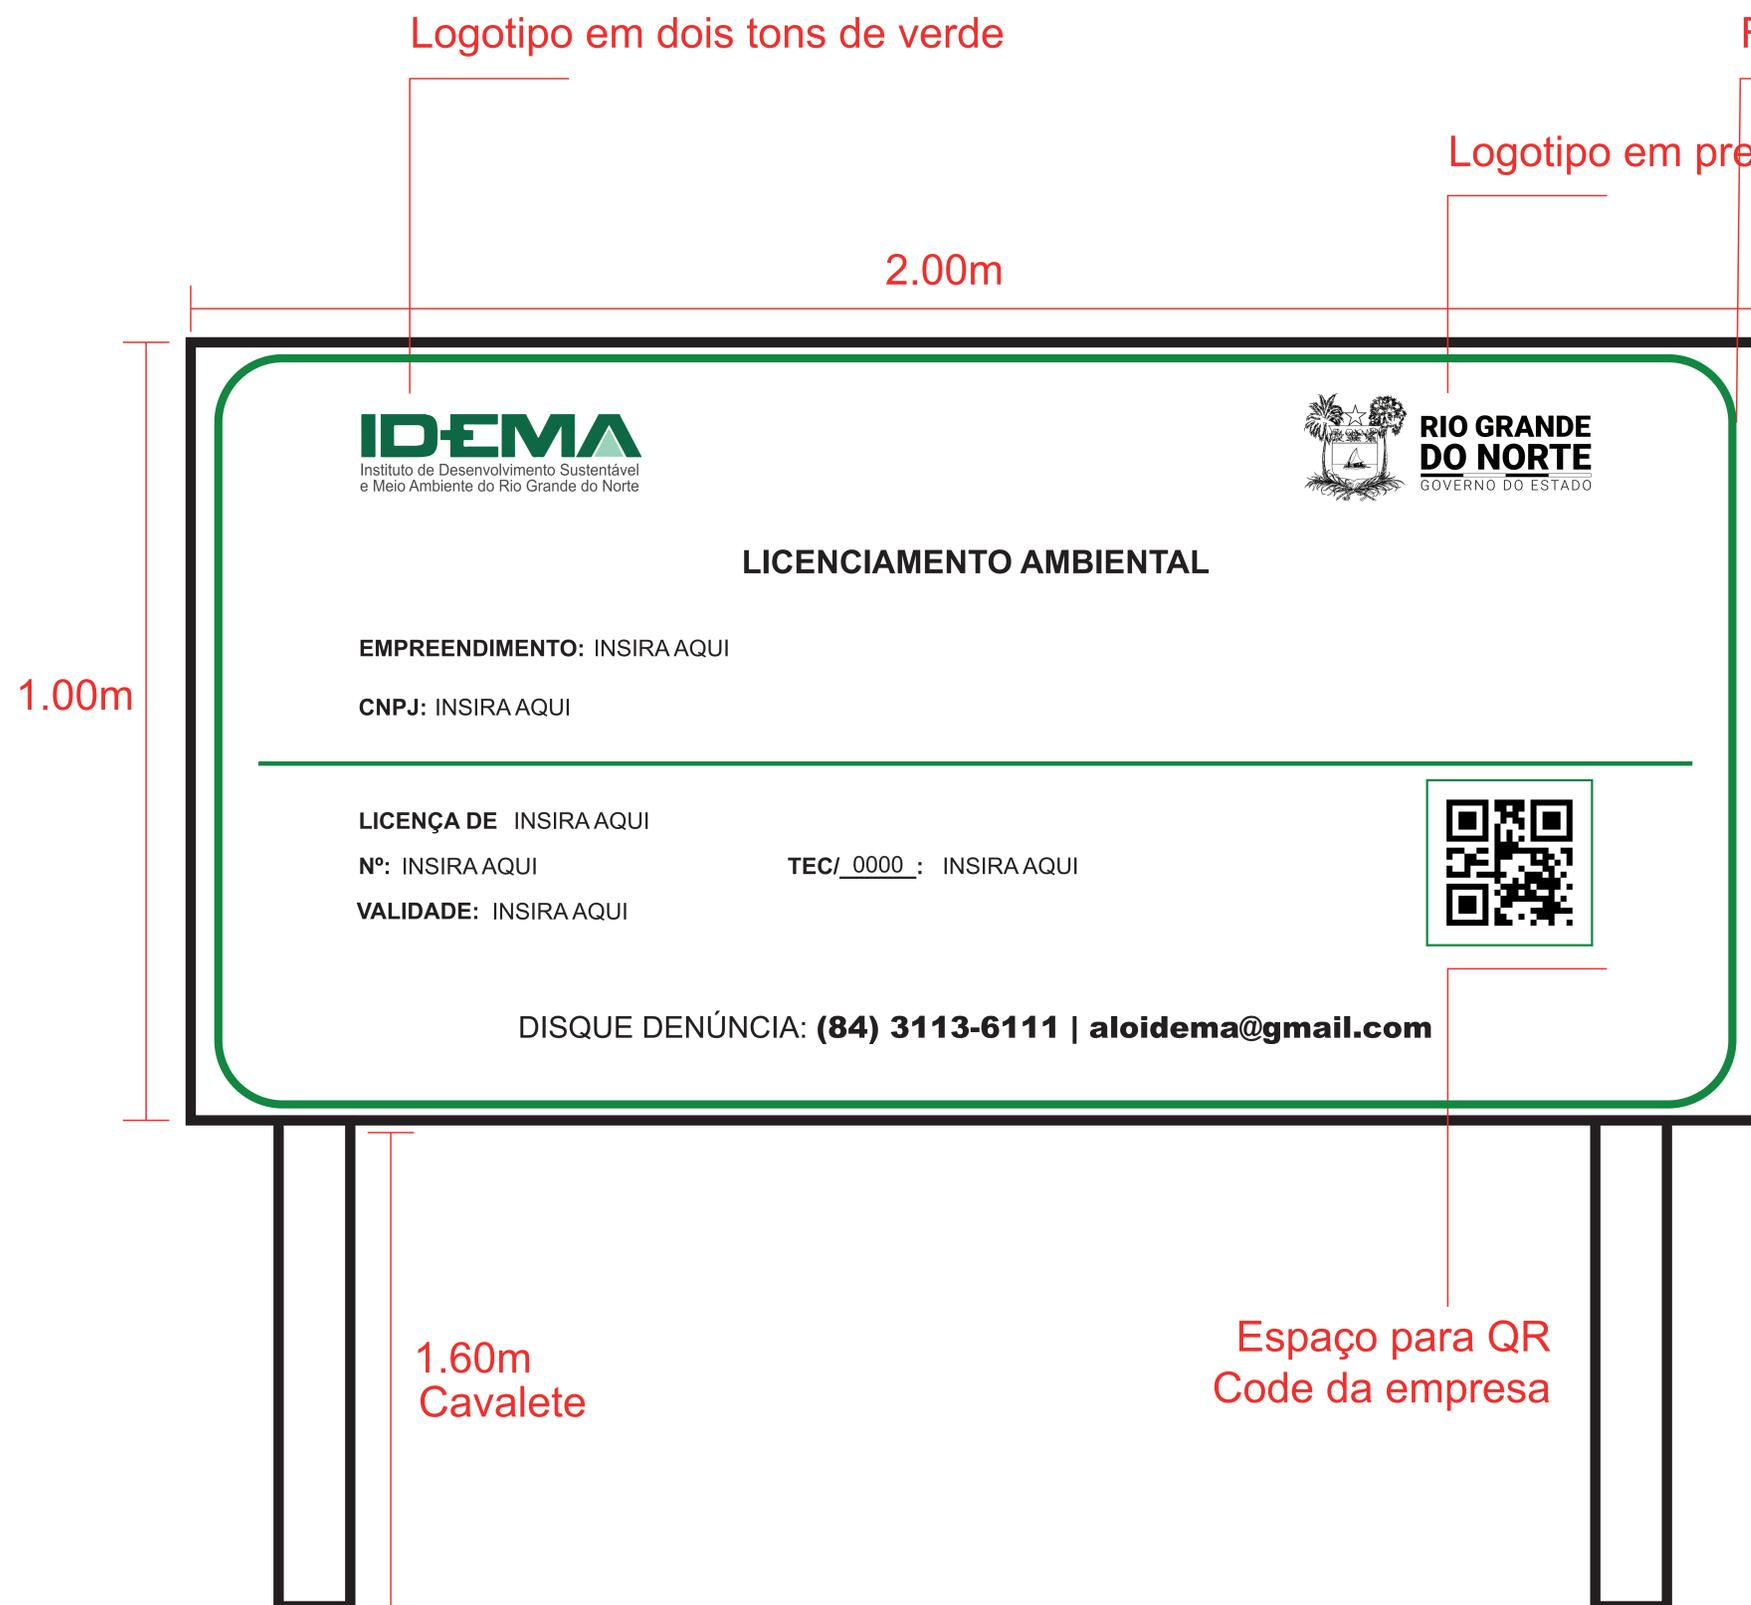 Logotipo em dois tons de verde
Logotipo em
2.00m
IDEMA
Instituto de Desenvolvimento Sustentável
e Meio Ambiente do Rio Grande do Norte
RIO GRANDE
DO NORTE
GOVERNO DO ESTADO
LICENCIAMENTO AMBIENTAL
EMPREENDIMENTO: INSIRA AQUI
1.00m
CNPJ: INSIRA AQUI
LICENÇA DE INSIRA AQUI
Nº: INSIRA AQUI TEC/ 0000 : INSIRA AQUI
VALIDADE: INSIRA AQUI
DISQUE DENÚNCIA: (84) 3113-6111 | aloidema@gmail.com
1.60m
Cavalete
Espaço para QR
Code da empresa